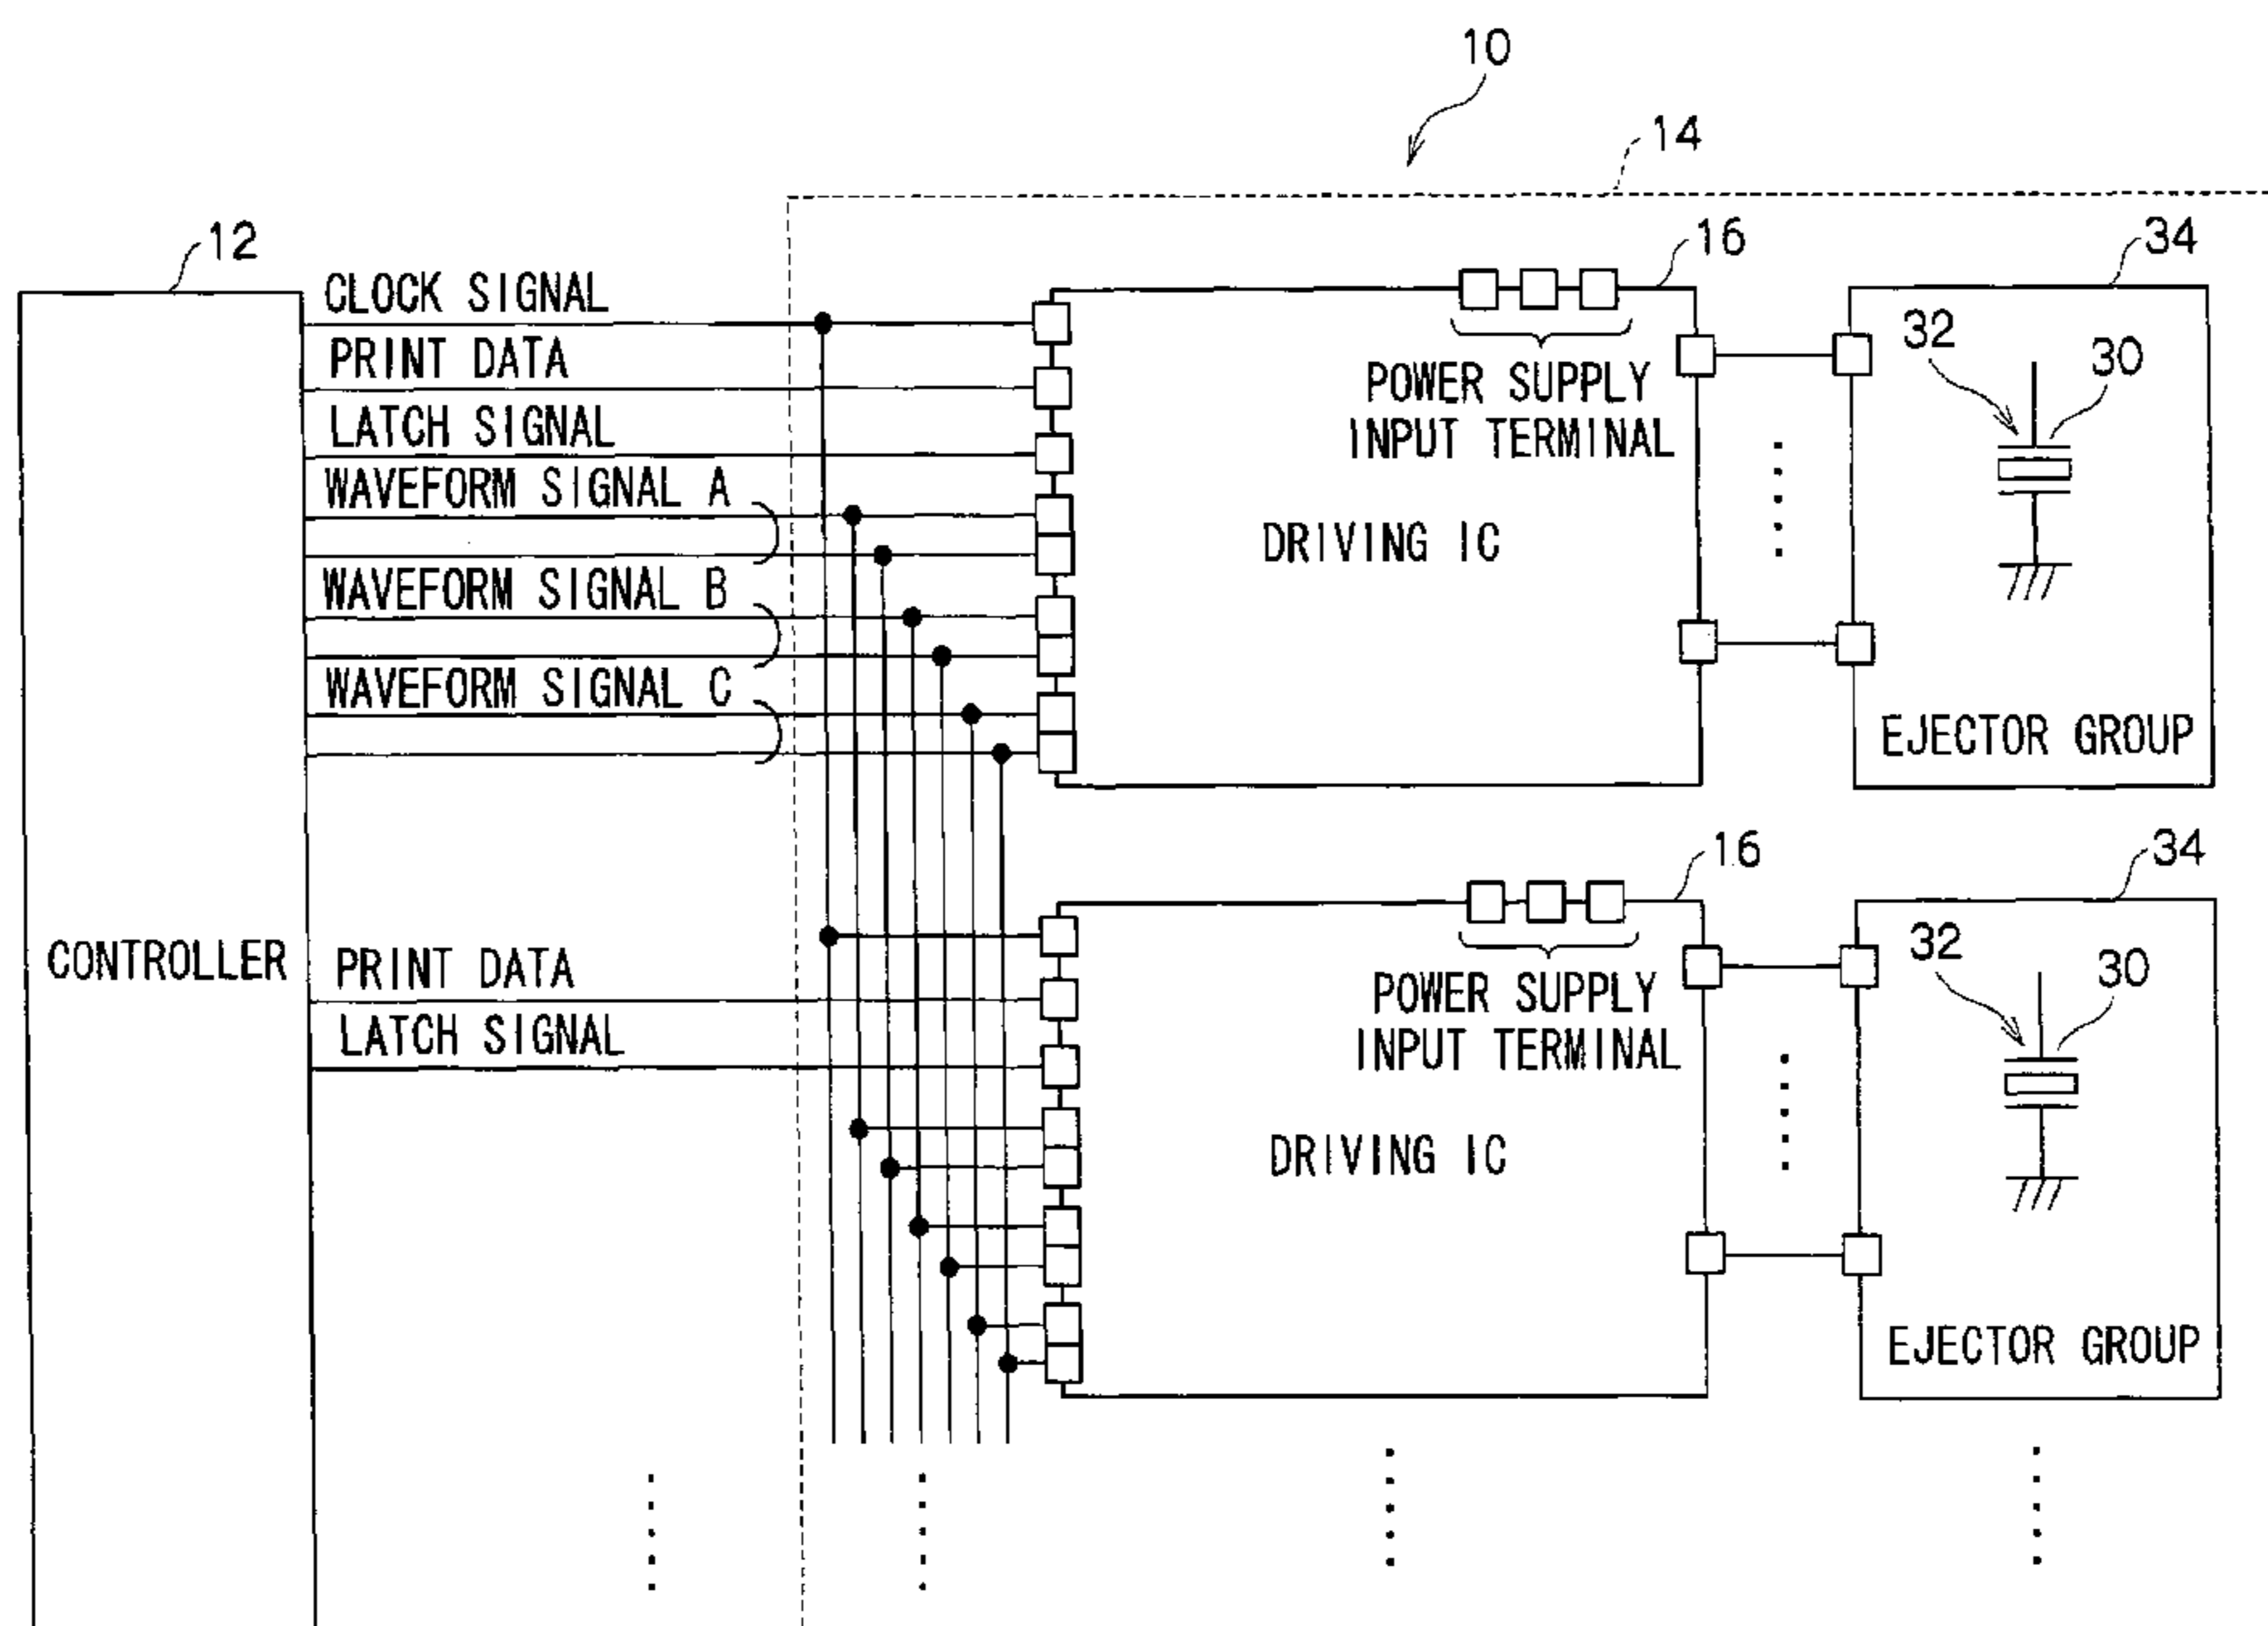 10
14
12
16
34
CLOCK SIGNAL
PRINT DATA
LATCH SIGNAL
WAVEFORM SIGNAL A
WAVEFORM SIGNAL B
WAVEFORM SIGNAL C
POWER SUPPLY
INPUT TERMINAL
DRIVING IC
32
30
EJECTOR GROUP
16
34
CONTROLLER
PRINT DATA
LATCH SIGNAL
POWER SUPPLY
INPUT TERMINAL
DRIVING IC
32
30
EJECTOR GROUP